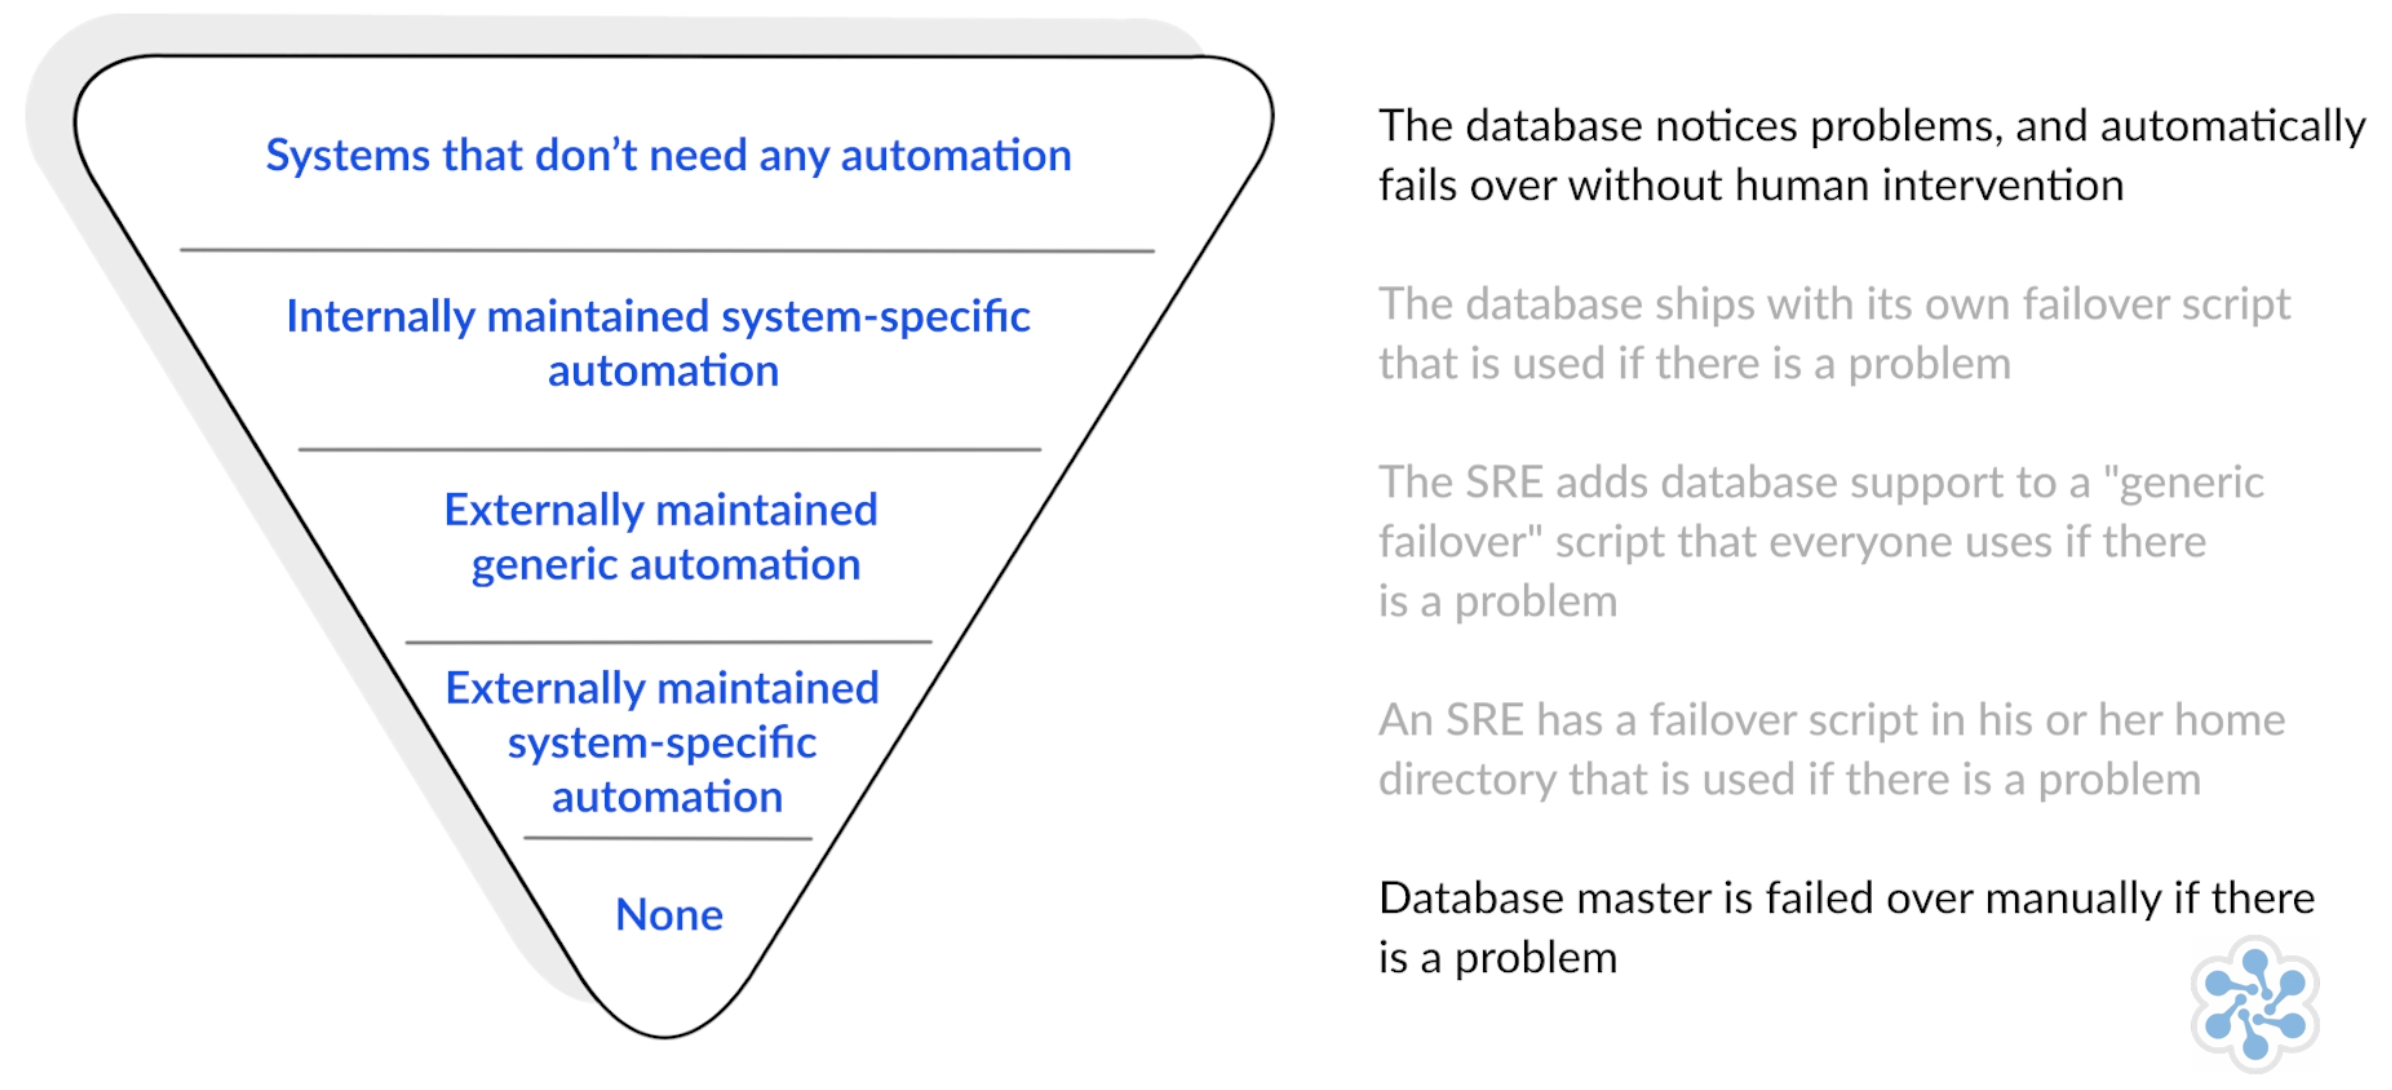 Systems that don’t need any automation
The database notices problems, and automatically
fails over without human intervention
Internally maintained system-specific
automation
The database ships with its own failover script
that is used if there is a problem
Externally maintained
generic automation
The SRE adds database support to a "generic
failover" script that everyone uses if there
is a problem
Externally maintained
system-specific
automation
An SRE has a failover script in his or her home
directory that is used if there is a problem
None
Database master is failed over manually if there
is a problem